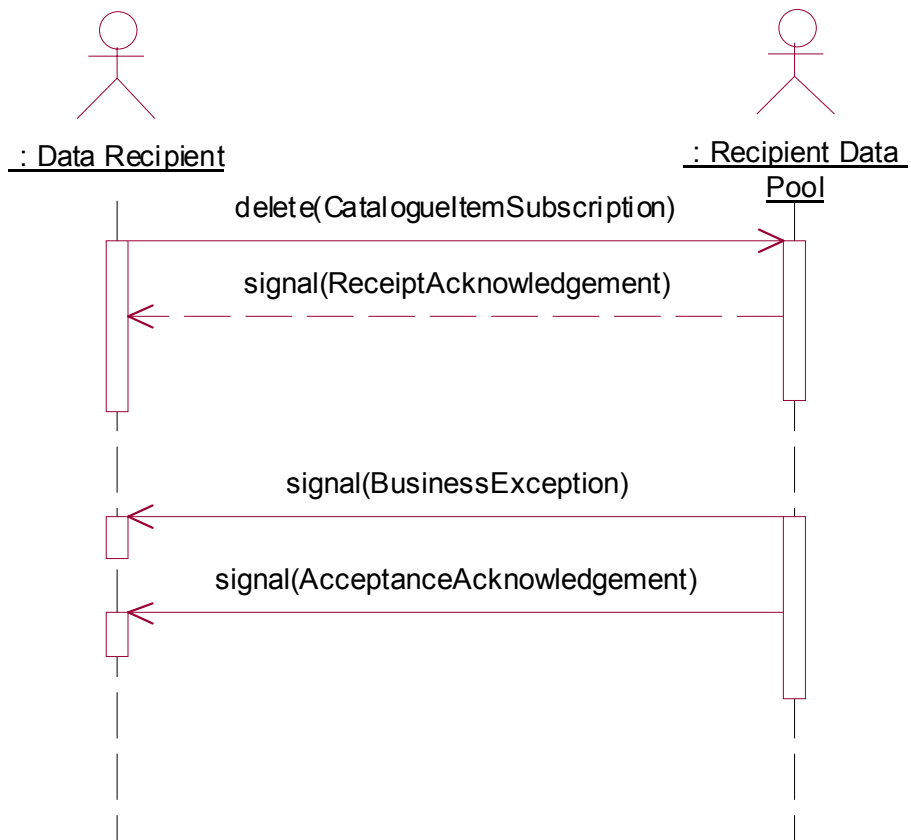 : Data Recipient
: Recipient Data
Pool
delete(CatalogueItemSubscription)
signal(ReceiptAcknowledgement)
signal(BusinessException)
signal(AcceptanceAcknowledgement)